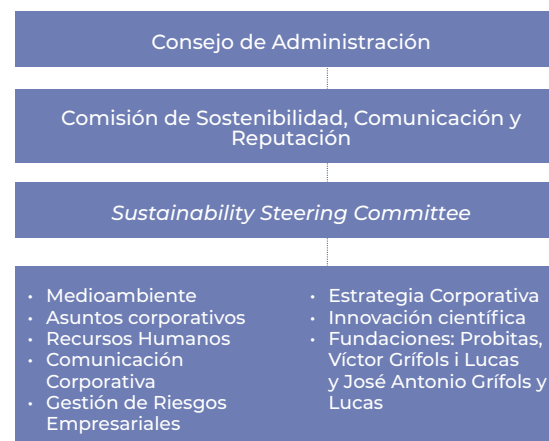 Consejo de Administración
Comisión de Sostenibilidad, Comunicación y
Reputación
Sustainability Steering Committee
• Medioambiente
• Asuntos corporativos
• Recursos Humanos
• Comunicación
Corporativa
• Gestión de Riesgos
Empresariales
• Estrategia Corporativa
• Innovación científica
• Fundaciones: Probitas,
Víctor Grífols i Lucas
y José Antonio Grífols y
Lucas